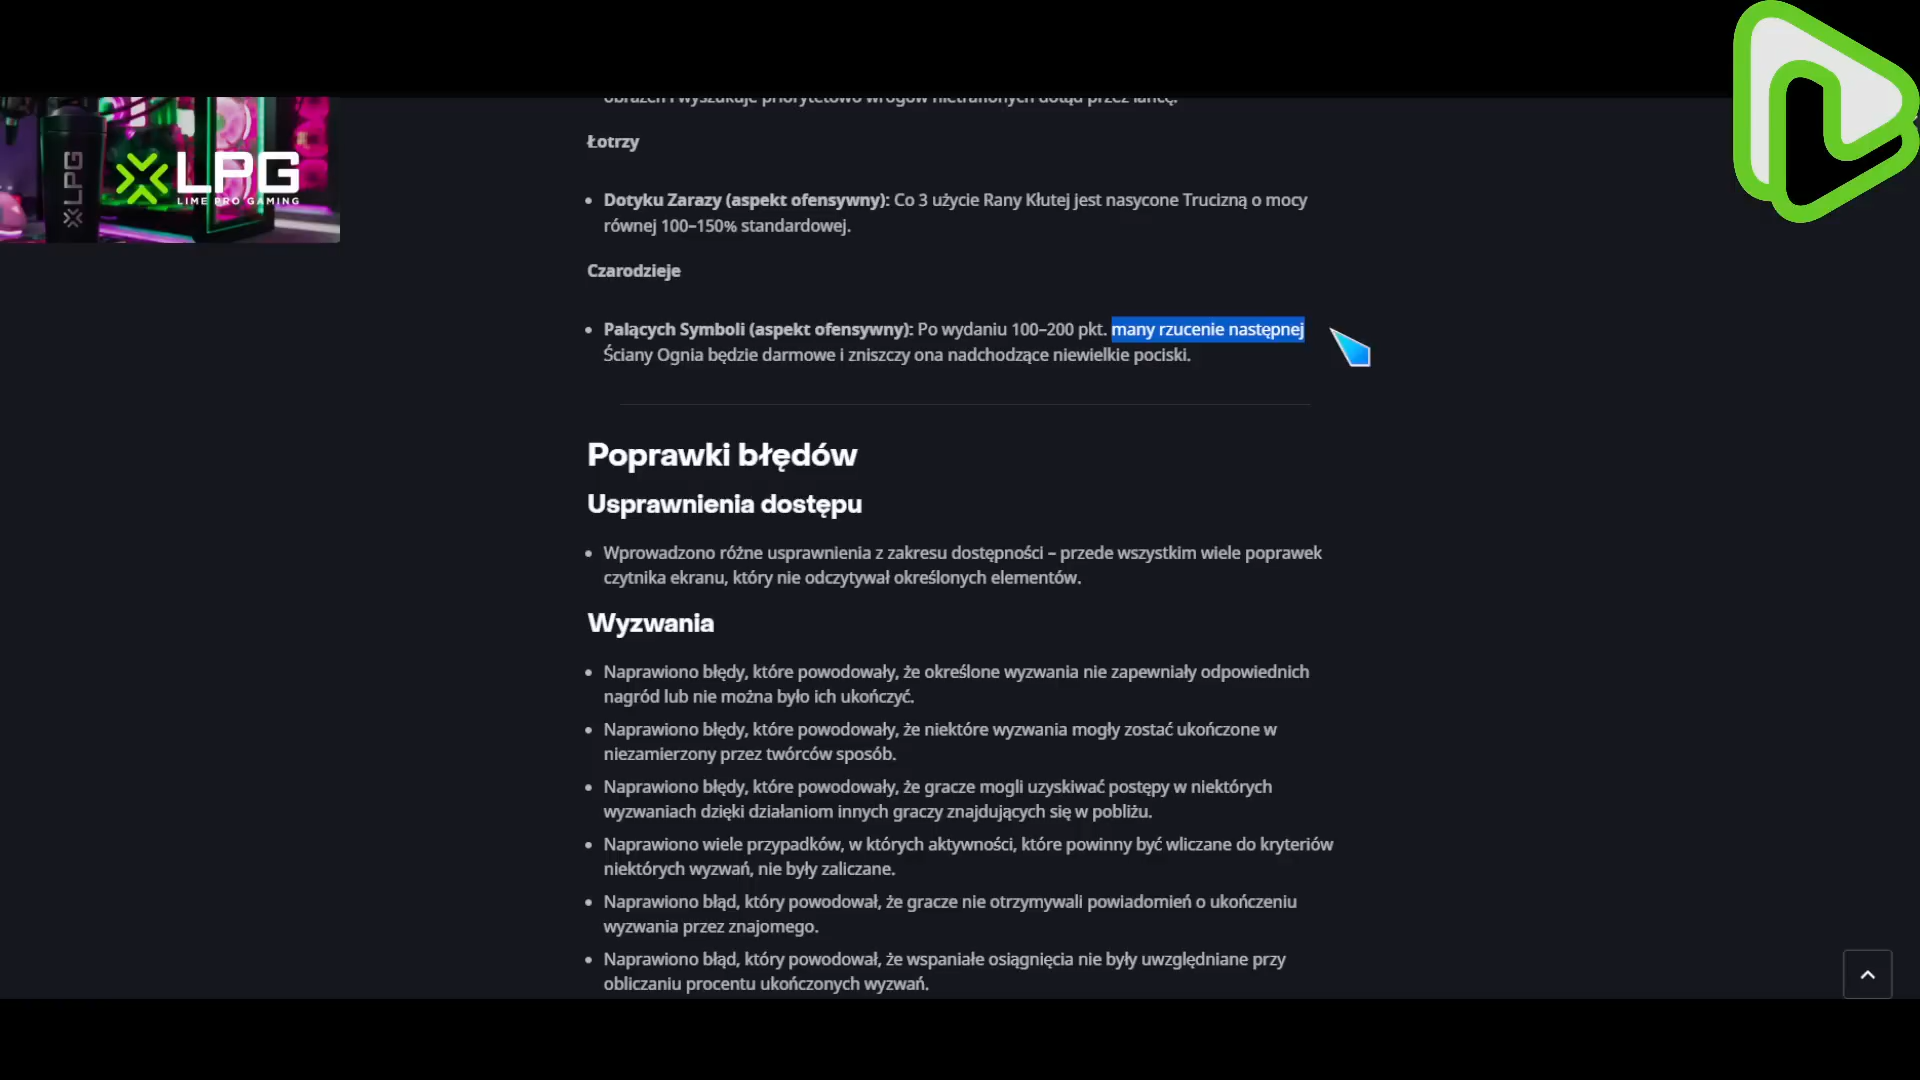 obrażeń i wyszukuje priorytetowo wrogów nietrafionych dotąd przez lancę.
LPG
LPG
LIME PRO GAMING
Łotrzy
Dotyku Zarazy (aspekt ofensywny): Co 3 użycie Rany Kłutej jest nasycone Trucizną o mocy
równej 100–150% standardowej.
Czarodzieje
Palących Symboli (aspekt ofensywny): Po wydaniu 100–200 pkt. many rzucenie następnej
Ściany Ognia będzie darmowe i zniszczy ona nadchodzące niewielkie pociski.
Poprawki błędów
Usprawnienia dostępu
Wprowadzono różne usprawnienia z zakresu dostępności – przede wszystkim wiele poprawek
czytnika ekranu, który nie odczytywał określonych elementów.
Wyzwania
Naprawiono błędy, które powodowały, że określone wyzwania nie zapewniały odpowiednich
nagród lub nie można było ich ukończyć.
Naprawiono błędy, które powodowały, że niektóre wyzwania mogły zostać ukończone w
niezamierzony przez twórców sposób.
Naprawiono błędy, które powodowały, że gracze mogli uzyskiwać postępy w niektórych
wyzwaniach dzięki działaniom innych graczy znajdujących się w pobliżu.
Naprawiono wiele przypadków, w których aktywności, które powinny być wliczane do kryteriów
niektórych wyzwań, nie były zaliczane.
Naprawiono błąd, który powodował, że gracze nie otrzymywali powiadomień o ukończeniu
wyzwania przez znajomego.
Naprawiono błąd, który powodował, że wspaniałe osiągnięcia nie były uwzględniane przy
obliczaniu procentu ukończonych wyzwań.